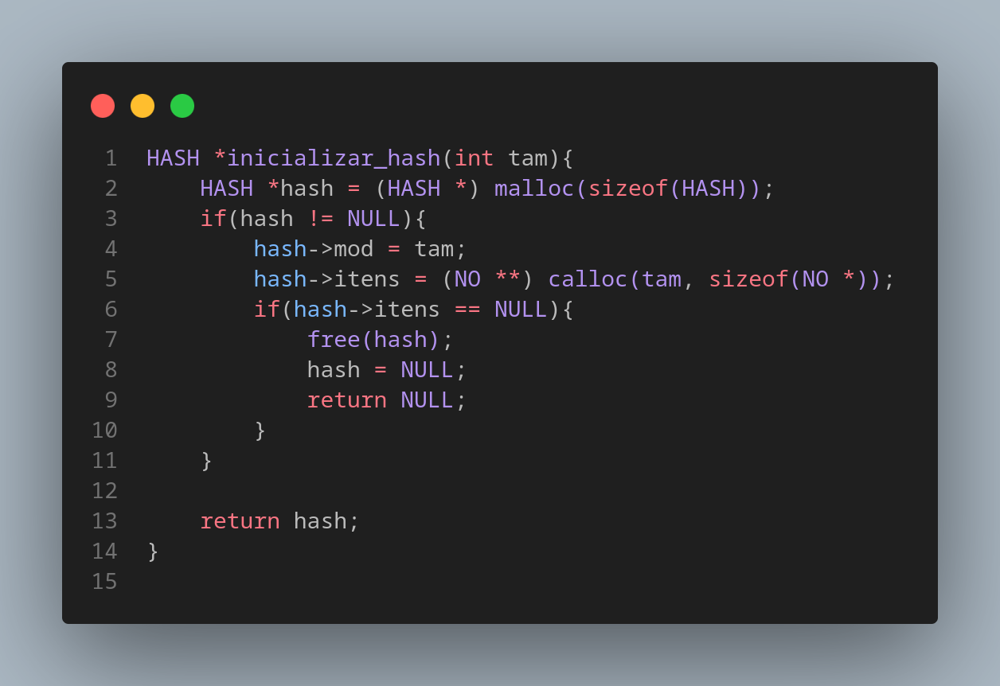 1 HASH *inicializar_hash(int tam){
2     HASH *hash = (HASH *) malloc(sizeof(HASH));
3     if(hash != NULL){
4         hash->mod = tam;
5         hash->itens = (NO **) calloc(tam, sizeof(NO *));
6         if(hash->itens == NULL){
7             free(hash);
8             hash = NULL;
9             return NULL;
10         }
11     }
12
13     return hash;
14 }
15